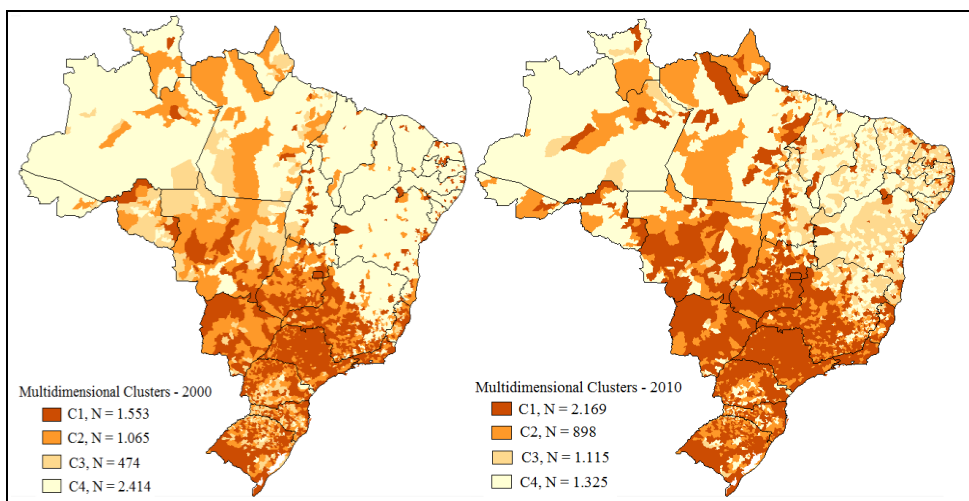 Multidimensional Clusters - 2000
C1, N = 1.553
C2, N = 1.065
C3, N = 474
C4, N = 2.414
Multidimensional Clusters - 2010
C1, N = 2.169
C2, N = 898
C3, N = 1.115
C4, N = 1.325